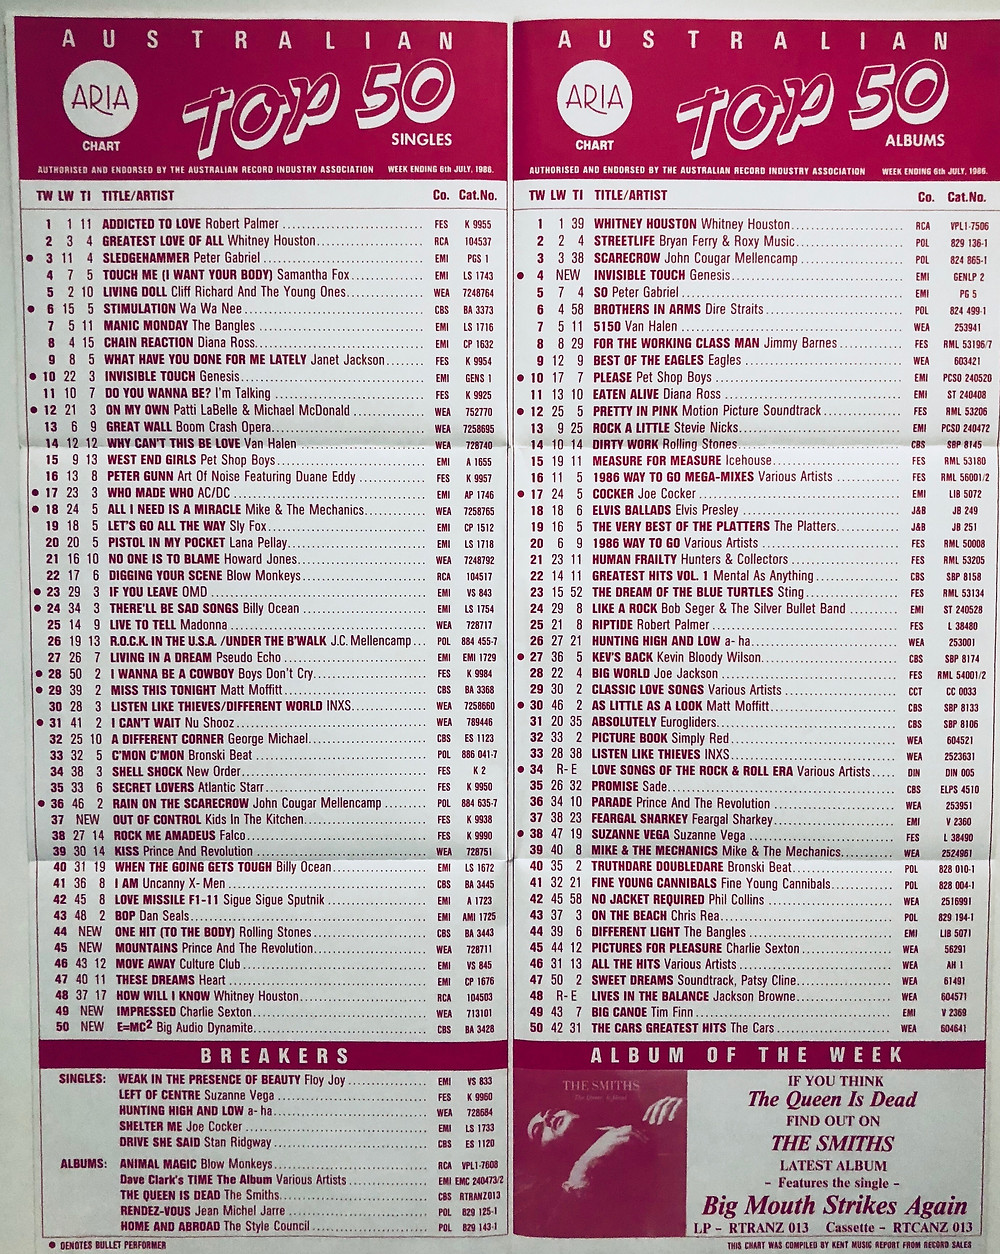 AUSTRALIAN
ARIA
CHART
TOP 50
SINGLES
AUTHORISED AND ENDORSED BY THE AUSTRALIAN RECORD INDUSTRY ASSOCIATION WEEK ENDING 6th JULY, 1986.
TW LW TI TITLE/ARTIST Co. Cat.No.
1 1 11 ADDICTED TO LOVE Robert Palmer FES K 9955
2 3 4 GREATEST LOVE OF ALL Whitney Houston RCA 104537
● 3 11 4 SLEDGEHAMMER Peter Gabriel EMI PGS 1
4 7 5 TOUCH ME (I WANT YOUR BODY) Samantha Fox EMI LS 1743
5 2 10 LIVING DOLL Cliff Richard And The Young Ones WEA 7248764
● 6 15 5 STIMULATION Wa Wa Nee CBS BA 3373
7 5 11 MANIC MONDAY The Bangles EMI LS 1716
8 4 15 CHAIN REACTION Diana Ross EMI CP 1632
9 8 5 WHAT HAVE YOU DONE FOR ME LATELY Janet Jackson FES K 9954
● 10 22 3 INVISIBLE TOUCH Genesis EMI GENS 1
11 10 7 DO YOU WANNA BE? I'm Talking FES K 9925
● 12 21 3 ON MY OWN Patti LaBelle & Michael McDonald WEA 752770
13 6 9 GREAT WALL Boom Crash Opera WEA 7258695
14 12 12 WHY CAN'T THIS BE LOVE Van Halen WEA 728740
15 9 13 WEST END GIRLS Pet Shop Boys EMI A 1655
16 13 8 PETER GUNN Art Of Noise Featuring Duane Eddy FES K 9957
● 17 23 3 WHO MADE WHO AC/DC EMI AP 1746
● 18 24 5 ALL I NEED IS A MIRACLE Mike & The Mechanics WEA 7258765
19 18 5 LET'S GO ALL THE WAY Sly Fox EMI CP 1512
20 20 5 PISTOL IN MY POCKET Lana Pellay EMI LS 1718
21 16 10 NO ONE IS TO BLAME Howard Jones WEA 7248792
22 17 6 DIGGING YOUR SCENE Blow Monkeys RCA 104517
● 23 29 3 IF YOU LEAVE OMD EMI VS 843
● 24 34 3 THERE'LL BE SAD SONGS Billy Ocean EMI LS 1754
25 14 9 LIVE TO TELL Madonna WEA 728717
26 19 13 R.O.C.K. IN THE U.S.A. /UNDER THE B'WALK J.C. Mellencamp POL 884 455-7
27 26 7 LIVING IN A DREAM Pseudo Echo EMI EMI 1729
● 28 50 2 I WANNA BE A COWBOY Boys Don't Cry FES K 9984
● 29 39 2 MISS THIS TONIGHT Matt Moffitt CBS BA 3368
30 28 3 LISTEN LIKE THIEVES/DIFFERENT WORLD INXS WEA 7258660
● 31 41 2 I CAN'T WAIT Nu Shooz WEA 789446
32 25 10 A DIFFERENT CORNER George Michael CBS ES 1123
33 32 5 C'MON C'MON Bronski Beat POL 886 041-7
34 38 3 SHELL SHOCK New Order FES K 2
35 33 6 SECRET LOVERS Atlantic Starr FES K 9950
● 36 46 2 RAIN ON THE SCARECROW John Cougar Mellencamp POL 884 635-7
37 NEW OUT OF CONTROL Kids In The Kitchen FES K 9938
38 27 14 ROCK ME AMADEUS Falco FES K 9990
39 30 14 KISS Prince And Revolution WEA 728751
40 31 19 WHEN THE GOING GETS TOUGH Billy Ocean EMI LS 1672
41 36 8 I AM Uncanny X- Men CBS BA 3445
42 45 8 LOVE MISSILE F1-11 Sigue Sigue Sputnik EMI A 1723
43 48 2 BOP Dan Seals EMI AMI 1725
44 NEW ONE HIT (TO THE BODY) Rolling Stones CBS BA 3443
45 NEW MOUNTAINS Prince And The Revolution WEA 728711
46 43 12 MOVE AWAY Culture Club EMI VS 845
47 40 11 THESE DREAMS Heart EMI CP 1676
48 37 17 HOW WILL I KNOW Whitney Houston RCA 104503
49 NEW IMPRESSED Charlie Sexton WEA 713101
50 NEW E=MC2 Big Audio Dynamite CBS BA 3428
BREAKERS
SINGLES: WEAK IN THE PRESENCE OF BEAUTY Floy Joy EMI VS 833
LEFT OF CENTRE Suzanne Vega FES K 9960
HUNTING HIGH AND LOW a- ha WEA 728684
SHELTER ME Joe Cocker EMI LS 1733
DRIVE SHE SAID Stan Ridgway CBS ES 1120
ALBUMS: ANIMAL MAGIC Blow Monkeys RCA VPL1-7608
Dave Clark's TIME The Album Various Artists EMI EMC 240473/2
THE QUEEN IS DEAD The Smiths CBS RTRANZ013
RENDEZ-VOUS Jean Michel Jarre POL 829 125-1
HOME AND ABROAD The Style Council POL 829 143-1
● DENOTES BULLET PERFORMER
AUSTRALIAN
ARIA
CHART
TOP 50
ALBUMS
AUTHORISED AND ENDORSED BY THE AUSTRALIAN RECORD INDUSTRY ASSOCIATION WEEK ENDING 6th JULY, 1986.
TW LW TI TITLE/ARTIST Co. Cat.No.
1 1 39 WHITNEY HOUSTON Whitney Houston RCA VPL1-7506
2 2 4 STREETLIFE Bryan Ferry & Roxy Music POL 829 136-1
3 3 38 SCARECROW John Cougar Mellencamp POL 824 865-1
● 4 NEW INVISIBLE TOUCH Genesis EMI GENLP 2
5 7 4 SO Peter Gabriel EMI PG 5
6 4 58 BROTHERS IN ARMS Dire Straits POL 824 499-1
7 5 11 5150 Van Halen WEA 253941
8 8 29 FOR THE WORKING CLASS MAN Jimmy Barnes FES RML 53196/7
9 12 9 BEST OF THE EAGLES Eagles WEA 603421
● 10 17 7 PLEASE Pet Shop Boys EMI PCSO 240520
11 13 10 EATEN ALIVE Diana Ross EMI ST 240408
● 12 25 5 PRETTY IN PINK Motion Picture Soundtrack FES RML 53206
13 9 25 ROCK A LITTLE Stevie Nicks EMI PCSO 240472
14 10 14 DIRTY WORK Rolling Stones CBS SBP 8145
15 19 11 MEASURE FOR MEASURE Icehouse FES RML 53180
16 11 5 1986 WAY TO GO MEGA-MIXES Various Artists FES RML 56001/2
● 17 24 5 COCKER Joe Cocker EMI LIB 5072
18 18 6 ELVIS BALLADS Elvis Presley J&B JB 249
19 16 5 THE VERY BEST OF THE PLATTERS The Platters J&B JB 251
20 6 9 1986 WAY TO GO Various Artists FES RML 50008
21 23 11 HUMAN FRAILTY Hunters & Collectors FES RML 53205
22 14 11 GREATEST HITS VOL. 1 Mental As Anything CBS SBP 8158
23 15 52 THE DREAM OF THE BLUE TURTLES Sting FES RML 53134
24 29 8 LIKE A ROCK Bob Seger & The Silver Bullet Band EMI ST 240528
25 21 8 RIPTIDE Robert Palmer FES L 38480
26 27 21 HUNTING HIGH AND LOW a- ha WEA 253001
● 27 36 5 KEV'S BACK Kevin Bloody Wilson CBS SBP 8174
28 22 4 BIG WORLD Joe Jackson FES RML 54001/2
29 30 2 CLASSIC LOVE SONGS Various Artists CCT CC 0033
● 30 46 2 AS LITTLE AS A LOOK Matt Moffitt CBS SBP 8133
31 20 35 ABSOLUTELY Eurogliders CBS SBP 8106
32 33 2 PICTURE BOOK Simply Red WEA 604521
33 28 38 LISTEN LIKE THIEVES INXS WEA 2523631
● 34 R- E LOVE SONGS OF THE ROCK & ROLL ERA Various Artists DIN DIN 005
35 26 32 PROMISE Sade CBS ELPS 4510
36 34 10 PARADE Prince And The Revolution WEA 253951
37 38 23 FEARGAL SHARKEY Feargal Sharkey EMI V 2360
● 38 47 19 SUZANNE VEGA Suzanne Vega FES L 38490
39 40 8 MIKE & THE MECHANICS Mike & The Mechanics WEA 2524961
40 35 2 TRUTHDARE DOUBLEDARE Bronski Beat POL 828 010-1
41 32 21 FINE YOUNG CANNIBALS Fine Young Cannibals POL 828 004-1
42 45 58 NO JACKET REQUIRED Phil Collins WEA 2516991
43 37 3 ON THE BEACH Chris Rea POL 829 194-1
44 39 6 DIFFERENT LIGHT The Bangles EMI LIB 5071
45 44 12 PICTURES FOR PLEASURE Charlie Sexton WEA 56291
46 31 13 ALL THE HITS Various Artists WEA AH 1
47 50 2 SWEET DREAMS Soundtrack, Patsy Cline WEA 61491
48 R- E LIVES IN THE BALANCE Jackson Browne WEA 604571
49 43 7 BIG CANOE Tim Finn EMI V 2369
50 42 31 THE CARS GREATEST HITS The Cars WEA 604641
ALBUM OF THE WEEK
THE SMITHS
The Queen Is Dead
IF YOU THINK
The Queen Is Dead
FIND OUT ON
THE SMITHS
LATEST ALBUM
- Features the single -
Big Mouth Strikes Again
LP - RTRANZ 013 Cassette - RTCANZ 013
THIS CHART WAS COMPILED BY KENT MUSIC REPORT FROM RECORD SALES